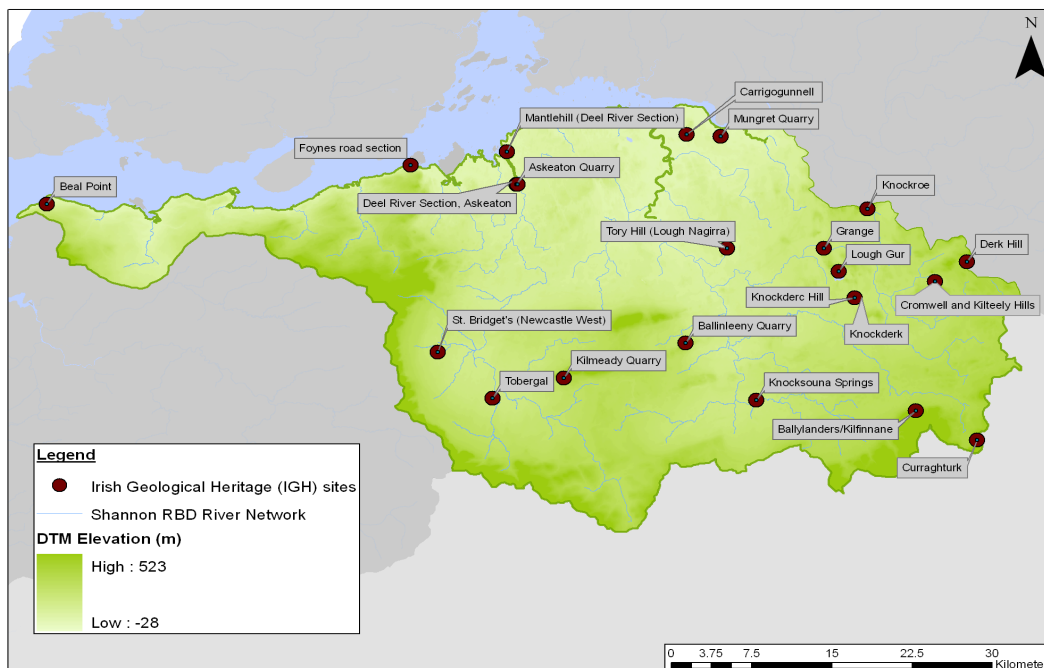 N
Carrigogunnell
Mantlehill (Deel River Section)
Mungret Quarry
Foynes road section
Askeaton Quarry
Beal Point
Knockroe
Deel River Section, Askeaton
Tory Hill (Lough Nagirra)
Grange
Derk Hill
Lough Gur
Knockderc Hill
Cromwell and Kilteely Hills
St. Bridget's (Newcastle West)
Ballinleeny Quarry
Knockderk
Kilmeady Quarry
Tobergal
Knocksouna Springs
Ballylanders/Kilfinnane
Curraghturk
Legend
Irish Geological Heritage (IGH) sites
Shannon RBD River Network
DTM Elevation (m)
High : 523
Low : -28
0 3.75 7.5 15 22.5 30
Kilomete